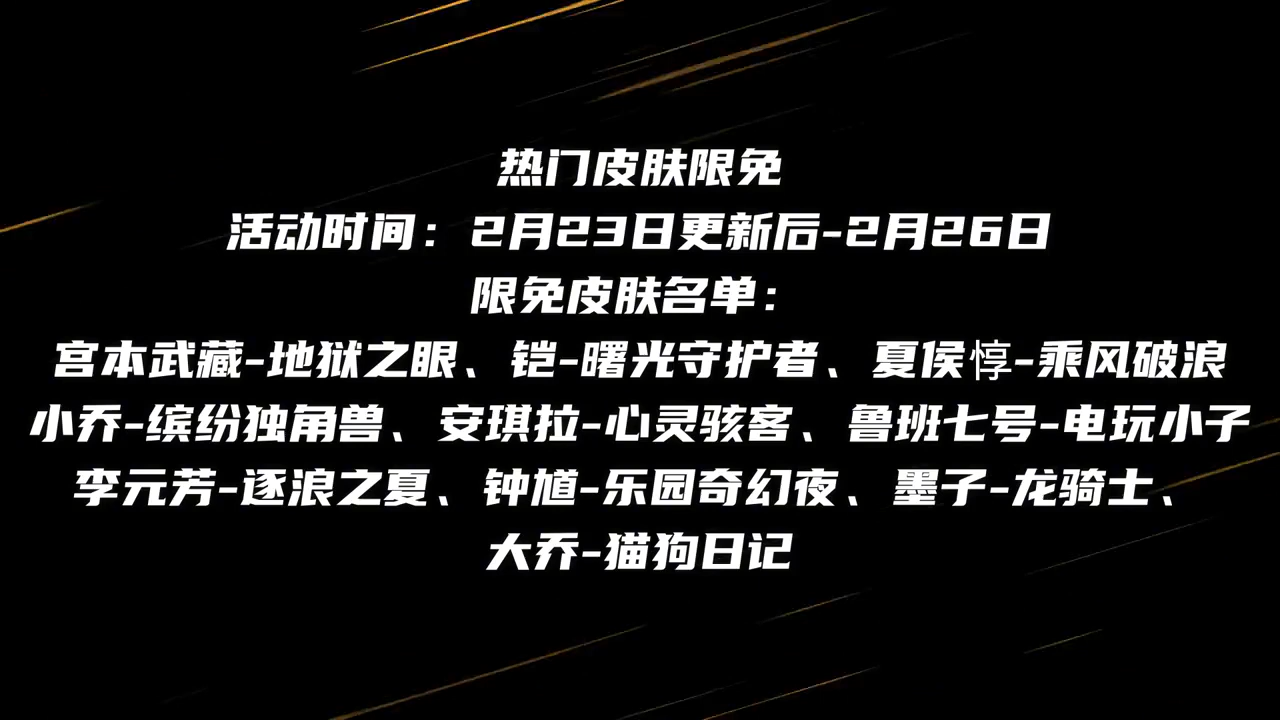 热门皮肤限免
活动时间：2月23日更新后-2月26日
限免皮肤名单：
宫本武藏-地狱之眼、铠-曙光守护者、夏侯惇-乘风破浪
小乔-缤纷独角兽、安琪拉-心灵骇客、鲁班七号-电玩小子
李元芳-逐浪之夏、钟馗-乐园奇幻夜、墨子-龙骑士、
大乔-猫狗日记